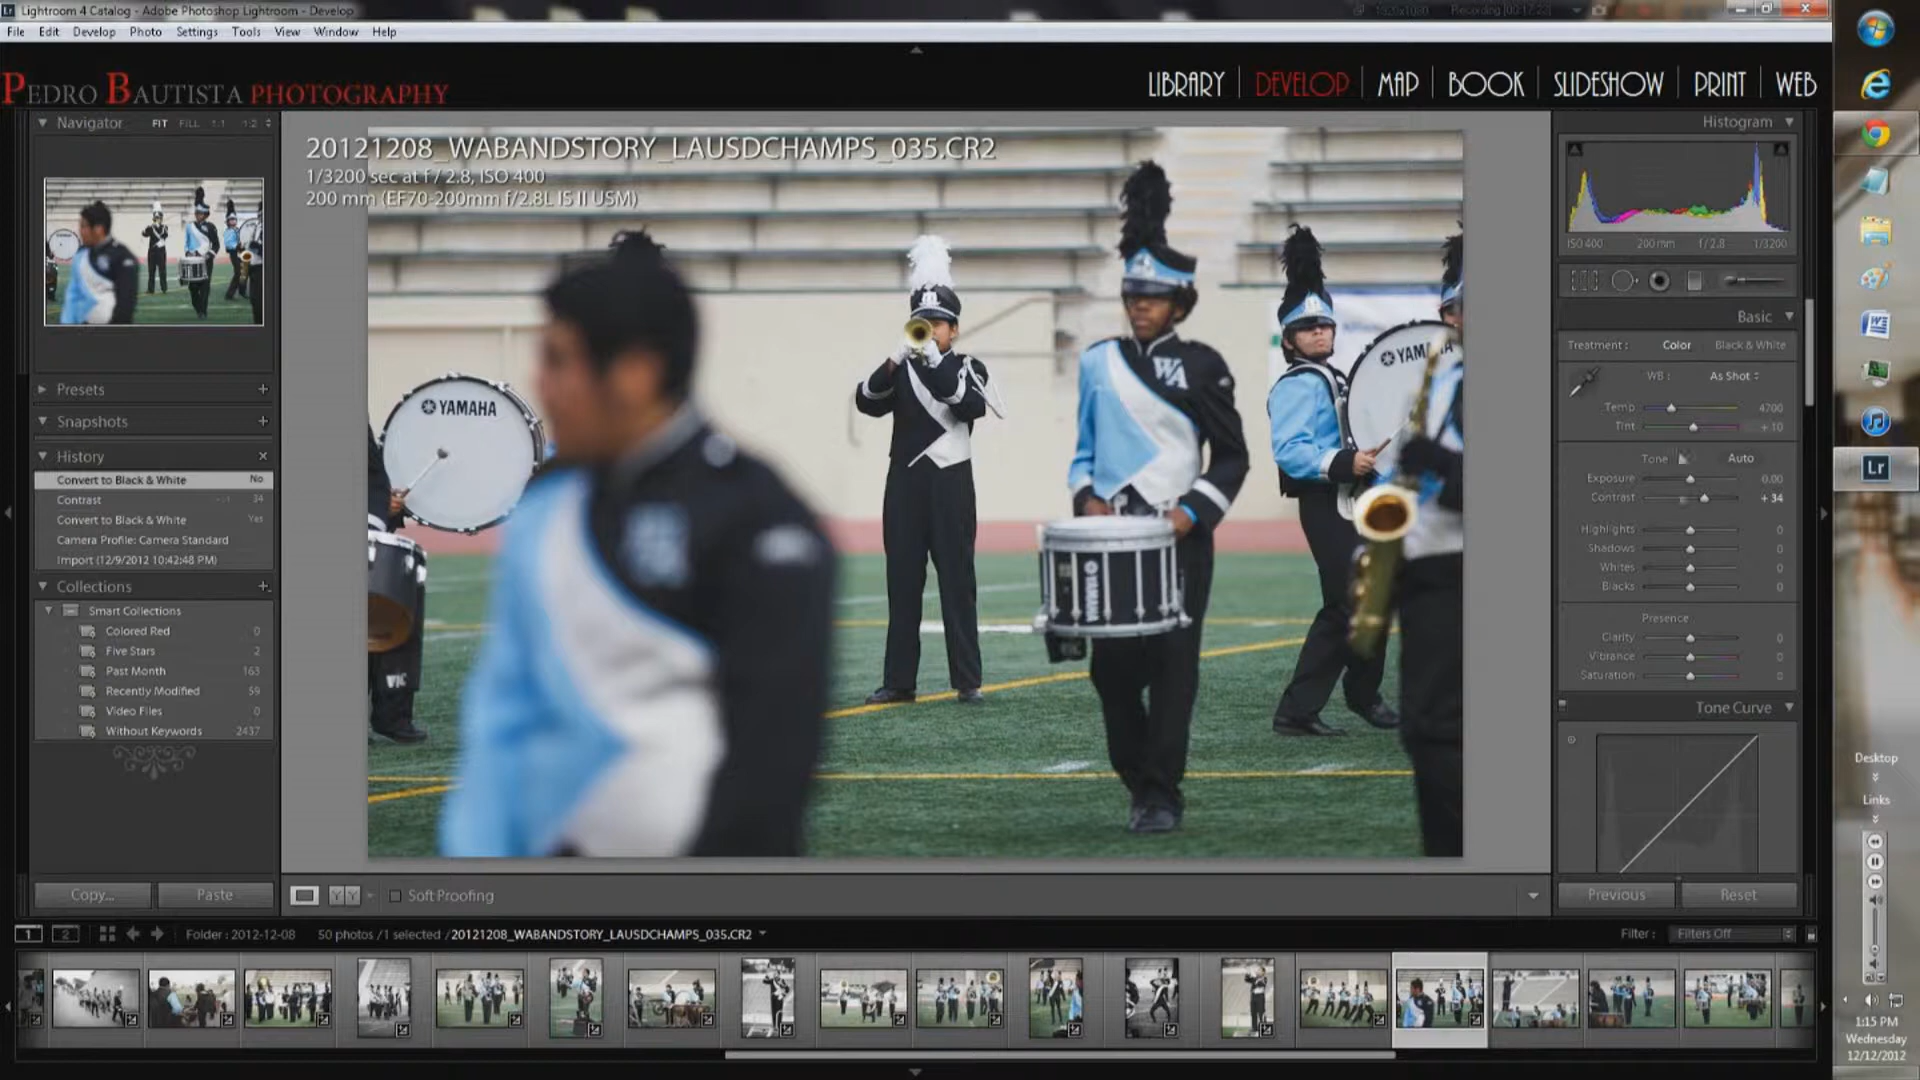 Lightroom 4 Catalog - Adobe Photoshop Lightroom - Develop
File Edit Develop Photo Settings Tools View Window Help
PEDRO BAUTISTA PHOTOGRAPHY
LIBRARY DEVELOP MAP BOOK SLIDESHOW PRINT WEB
Navigator FIT FILL 1:1 1:2
20121208_WABANDSTORY_LAUSDCHAMPS_035.CR2
1/3200 sec at f / 2.8, ISO 400
200 mm (EF70-200mm f/2.8L IS II USM)
YAMAHA
WA
YAMAHA
YAMAHA
VIC
Presets
Snapshots
History
Convert to Black & White No
Contrast 34
Convert to Black & White Yes
Camera Profile: Camera Standard
Import (12/9/2012 10:42:48 PM)
Collections
Smart Collections
Colored Red 0
Five Stars 2
Past Month 163
Recently Modified 59
Video Files 0
Without Keywords 2437
Copy... Paste
Soft Proofing
Histogram
ISO 400 200 mm f / 2.8 1/3200
Basic
Treatment : Color Black & White
WB : As Shot
Temp 4700
Tint + 10
Tone Auto
Exposure 0.00
Contrast + 34
Highlights 0
Shadows 0
Whites 0
Blacks 0
Presence
Clarity 0
Vibrance 0
Saturation 0
Tone Curve
Previous Reset
1 2 Folder : 2012-12-08 50 photos / 1 selected / 20121208_WABANDSTORY_LAUSDCHAMPS_035.CR2
Filter : Filters Off
Lr
Desktop
Links
1:15 PM
Wednesday
12/12/2012